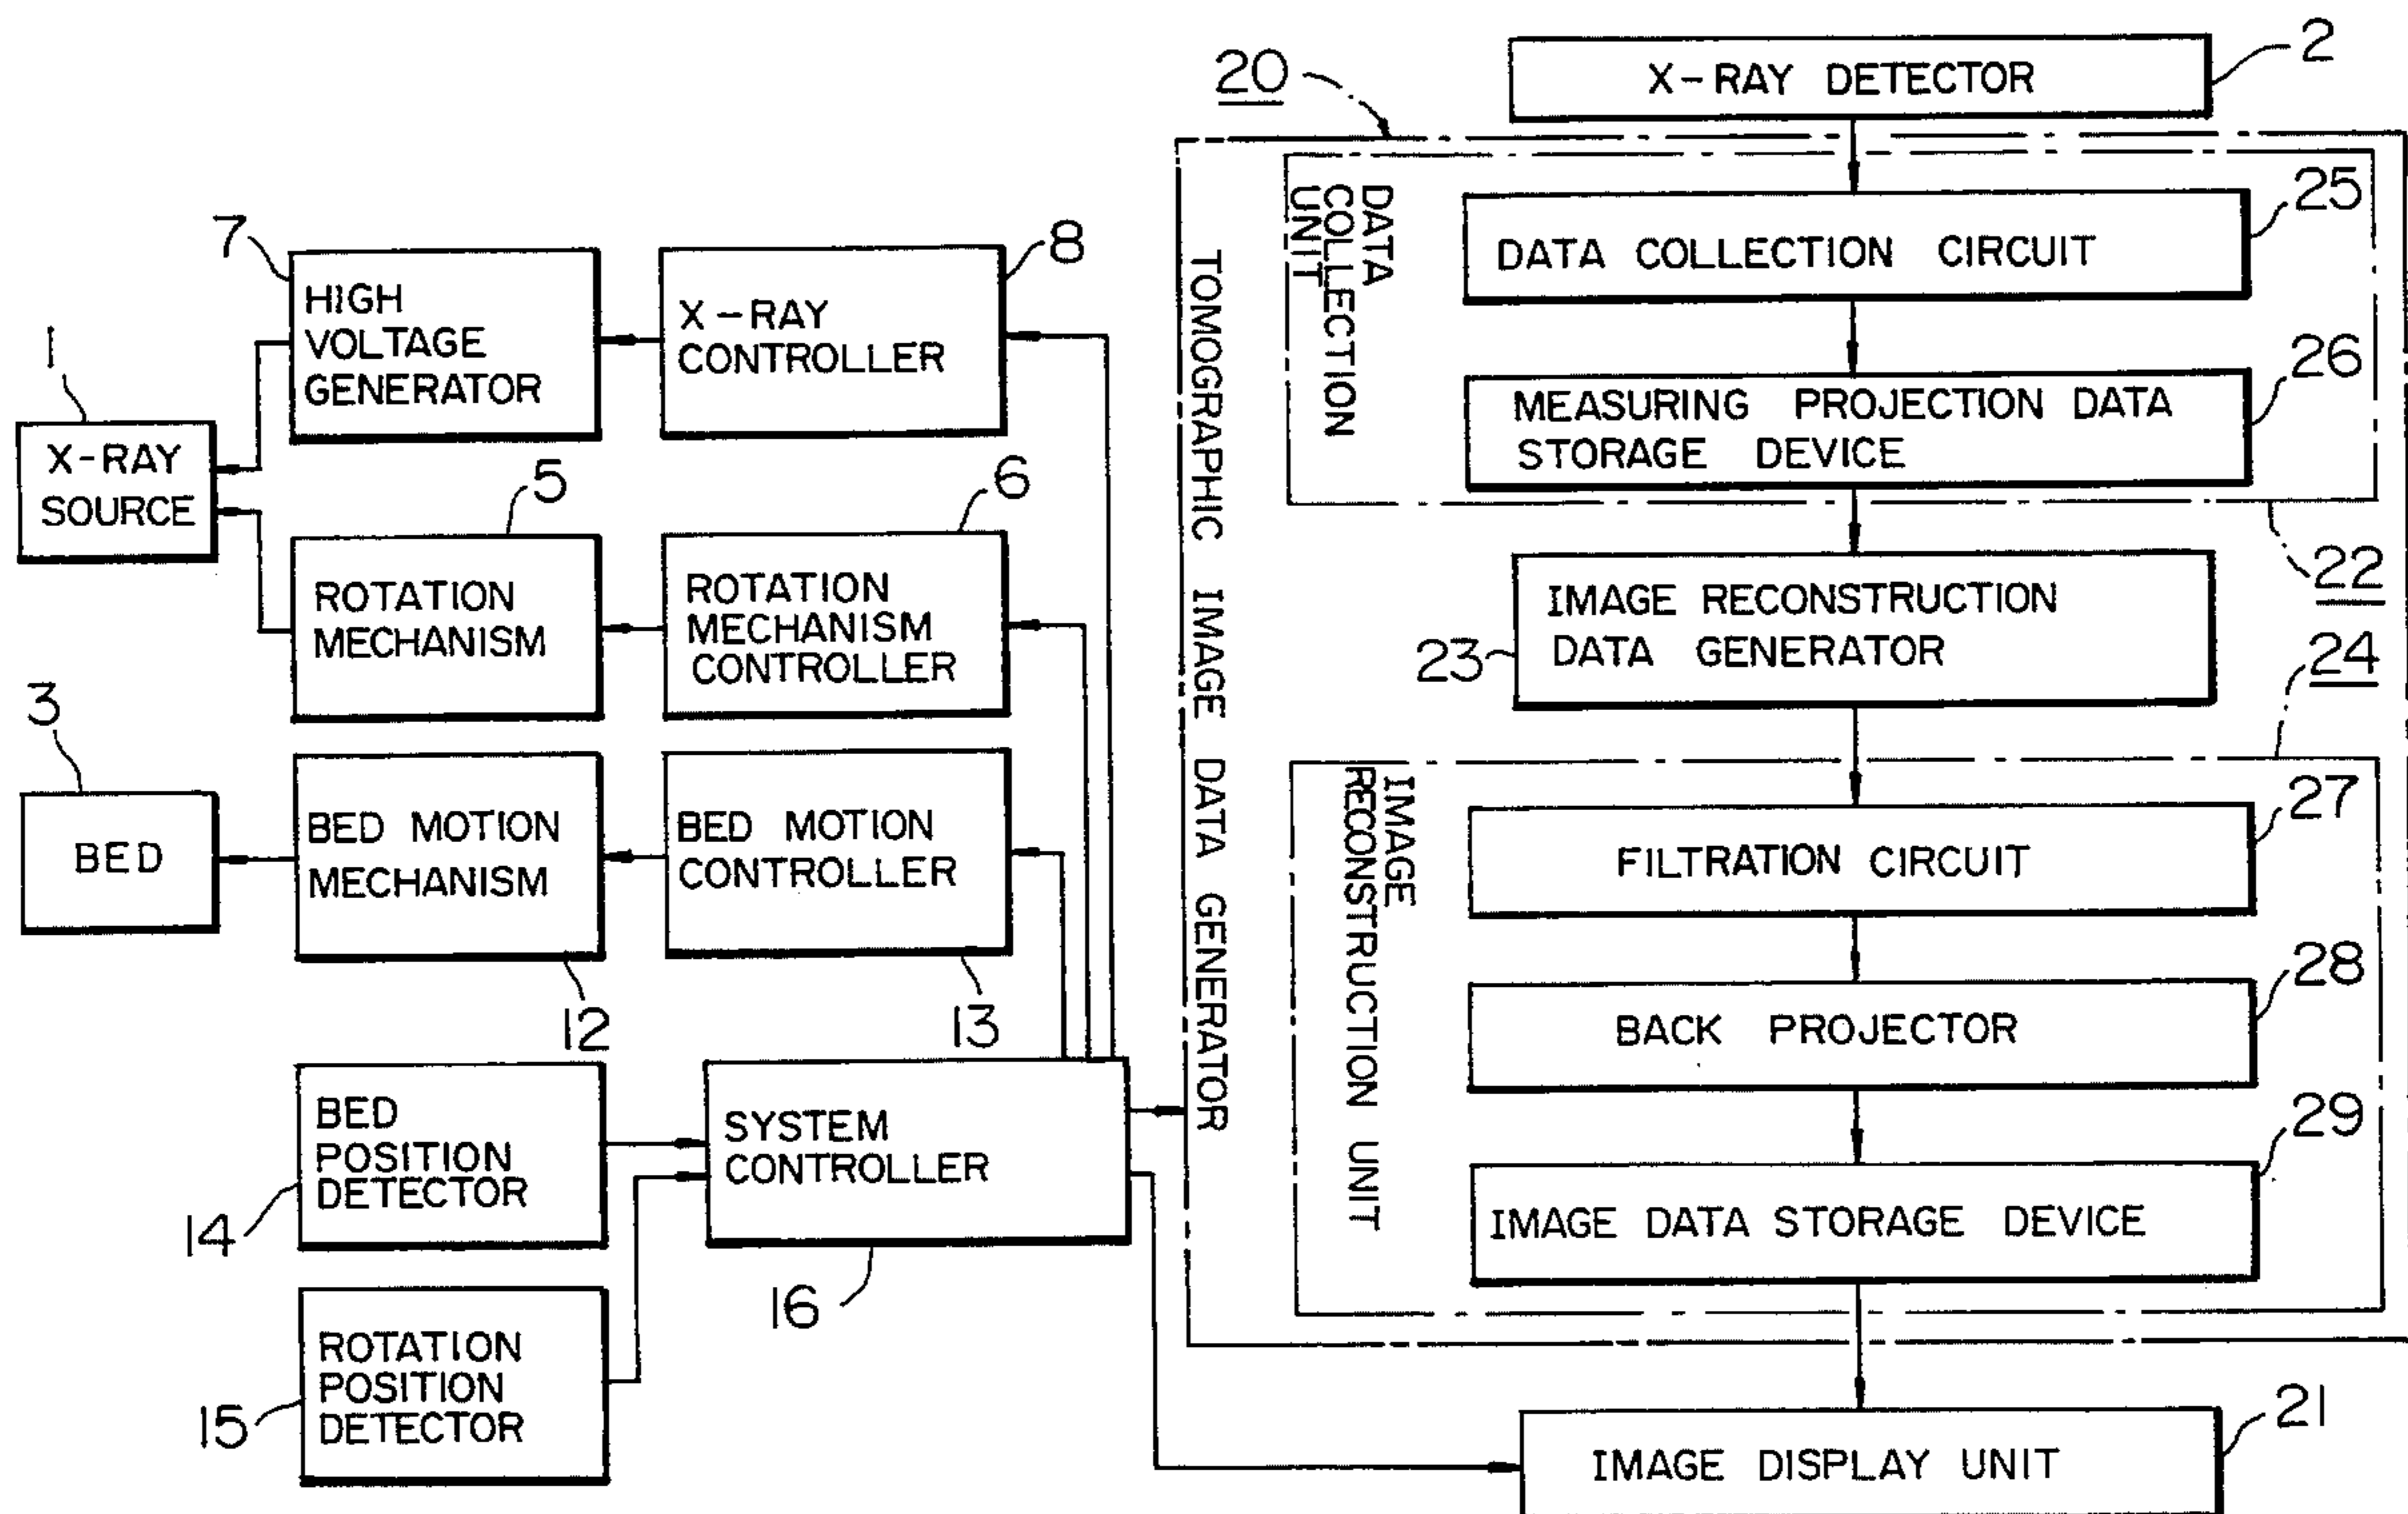 2
X-RAY DETECTOR
20
DATA
COLLECTION
UNIT
25
DATA COLLECTION CIRCUIT
26
MEASURING PROJECTION DATA
STORAGE DEVICE
22
7
HIGH
VOLTAGE
GENERATOR
8
X-RAY
CONTROLLER
1
X-RAY
SOURCE
5
ROTATION
MECHANISM
6
ROTATION
MECHANISM
CONTROLLER
TOMOGRAPHIC IMAGE DATA GENERATOR
23
IMAGE RECONSTRUCTION
DATA GENERATOR
24
3
BED
BED MOTION
MECHANISM
12
BED MOTION
CONTROLLER
13
IMAGE
RECONSTRUCTION UNIT
27
FILTRATION CIRCUIT
28
BACK PROJECTOR
29
IMAGE DATA STORAGE DEVICE
BED
POSITION
DETECTOR
14
SYSTEM
CONTROLLER
16
ROTATION
POSITION
DETECTOR
15
21
IMAGE DISPLAY UNIT